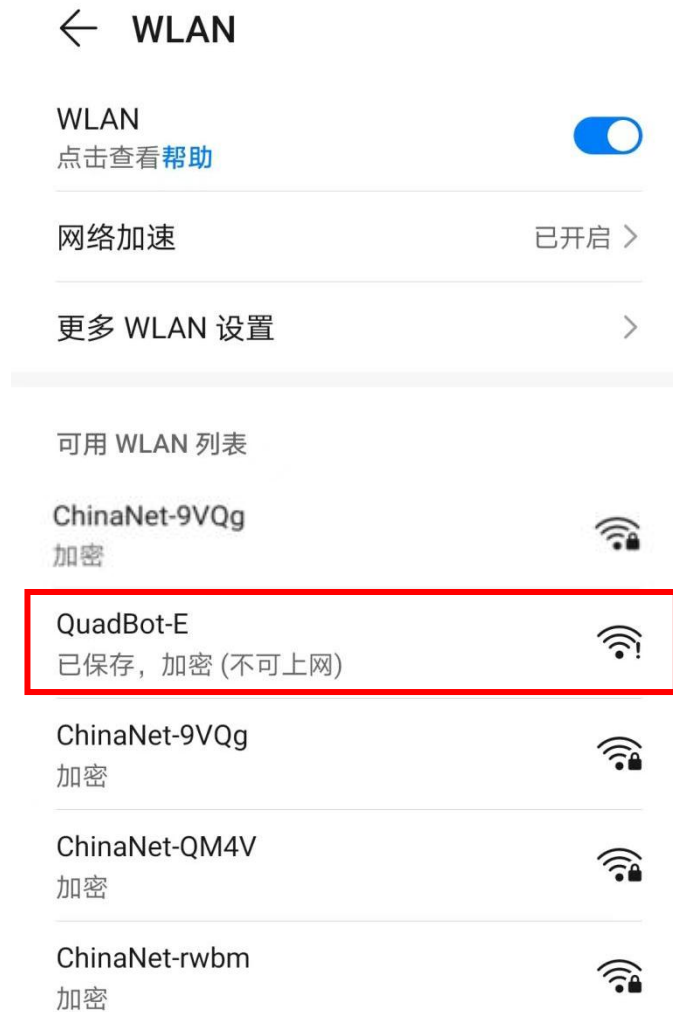 WLAN
WLAN
点击查看帮助
网络加速 已开启
更多 WLAN 设置
可用 WLAN 列表
ChinaNet-9VQg
加密
QuadBot-E
已保存，加密 (不可上网)
ChinaNet-9VQg
加密
ChinaNet-QM4V
加密
ChinaNet-rwbm
加密